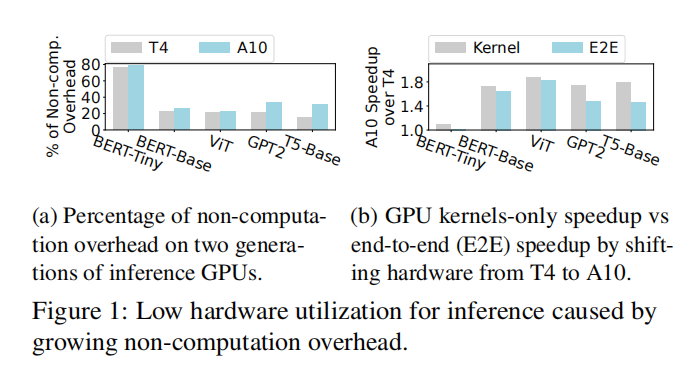 T4 A10
% of Non-comp.
Overhead
80
60
40
20
0
BERT-Tiny
BERT-Base
ViT
GPT2
T5-Base
Kernel E2E
A10 Speedup
over T4
1.8
1.4
1.0
BERT-Tiny
BERT-Base
ViT
GPT2
T5-Base
(a) Percentage of non-computa-
tion overhead on two genera-
tions of inference GPUs.
(b) GPU kernels-only speedup vs
end-to-end (E2E) speedup by shift-
ing hardware from T4 to A10.
Figure 1: Low hardware utilization for inference caused by
growing non-computation overhead.